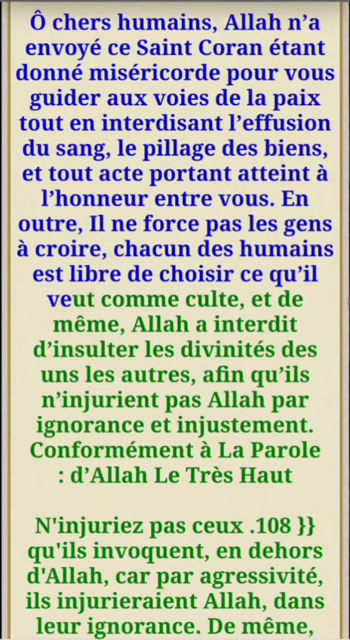 Ô chers humains, Allah n’a
envoyé ce Saint Coran étant
donné miséricorde pour vous
guider aux voies de la paix
tout en interdisant l’effusion
du sang, le pillage des biens,
et tout acte portant atteint à
l’honneur entre vous. En
outre, Il ne force pas les gens
à croire, chacun des humains
est libre de choisir ce qu’il
veut comme culte, et de
même, Allah a interdit
d’insulter les divinités des
uns les autres, afin qu’ils
n’injurient pas Allah par
ignorance et injustement.
Conformément à La Parole
: d’Allah Le Très Haut
N'injuriez pas ceux .108 }}
qu'ils invoquent, en dehors
d'Allah, car par agressivité,
ils injurieraient Allah, dans
leur ignorance. De même,